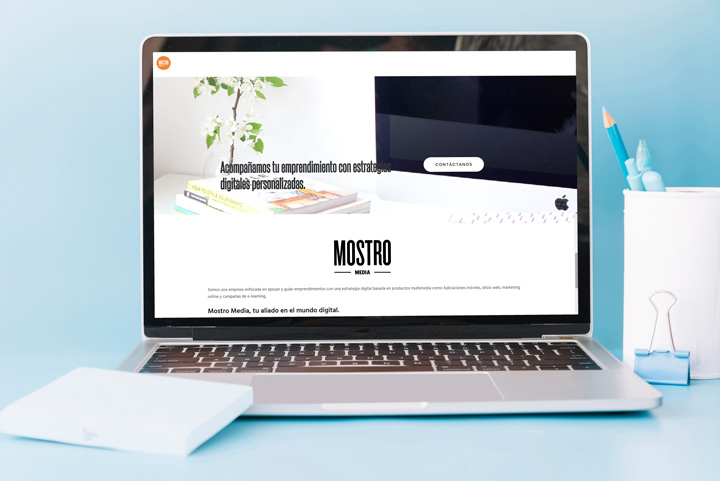 MOSTRO
Acompañamos tu emprendimiento con estrategias
digitales personalizadas.
CONTÁCTANOS
MOSTRO
MEDIA
Somos una empresa enfocada en apoyar y guiar emprendimientos con una estrategia digital basada en productos multimedia como Aplicaciones móviles, sitios web, marketing
online y campañas de e-learning.
Mostro Media, tu aliado en el mundo digital.